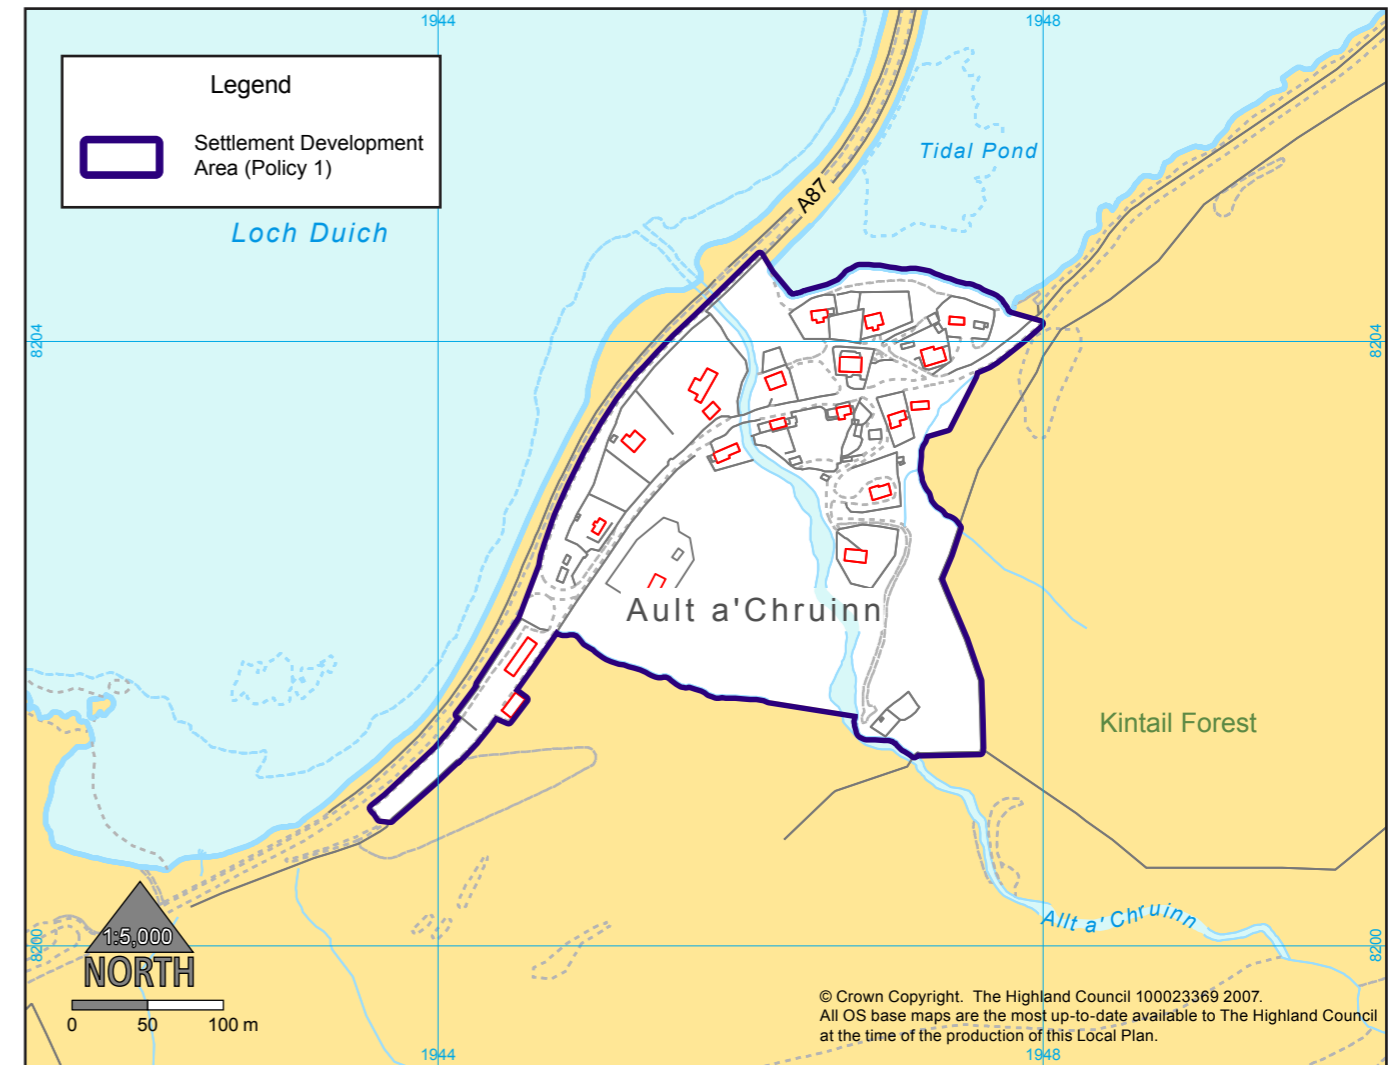 1944
1948
Legend
Settlement Development
Area (Policy 1)
Tidal Pond
A87
Loch Duich
8204
8204
Ault a'Chruinn
Kintail Forest
Allt a' Chruinn
1:5,000
NORTH
0 50 100 m
8200
8200
© Crown Copyright. The Highland Council 100023369 2007.
All OS base maps are the most up-to-date available to The Highland Council
at the time of the production of this Local Plan.
1944
1948